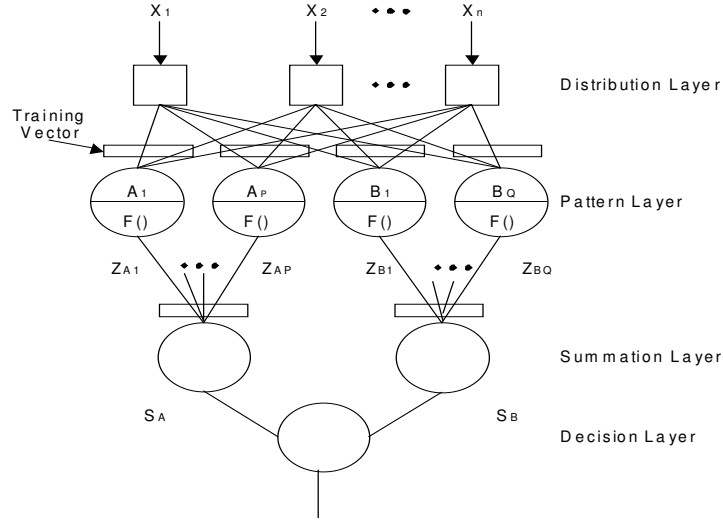 X1 X2 Xn
Distribution Layer
Training
Vector
A1 AP B1 BQ
Pattern Layer
F() F() F() F()
ZA1 ZAP ZB1 ZBQ
Summation Layer
SA SB
Decision Layer